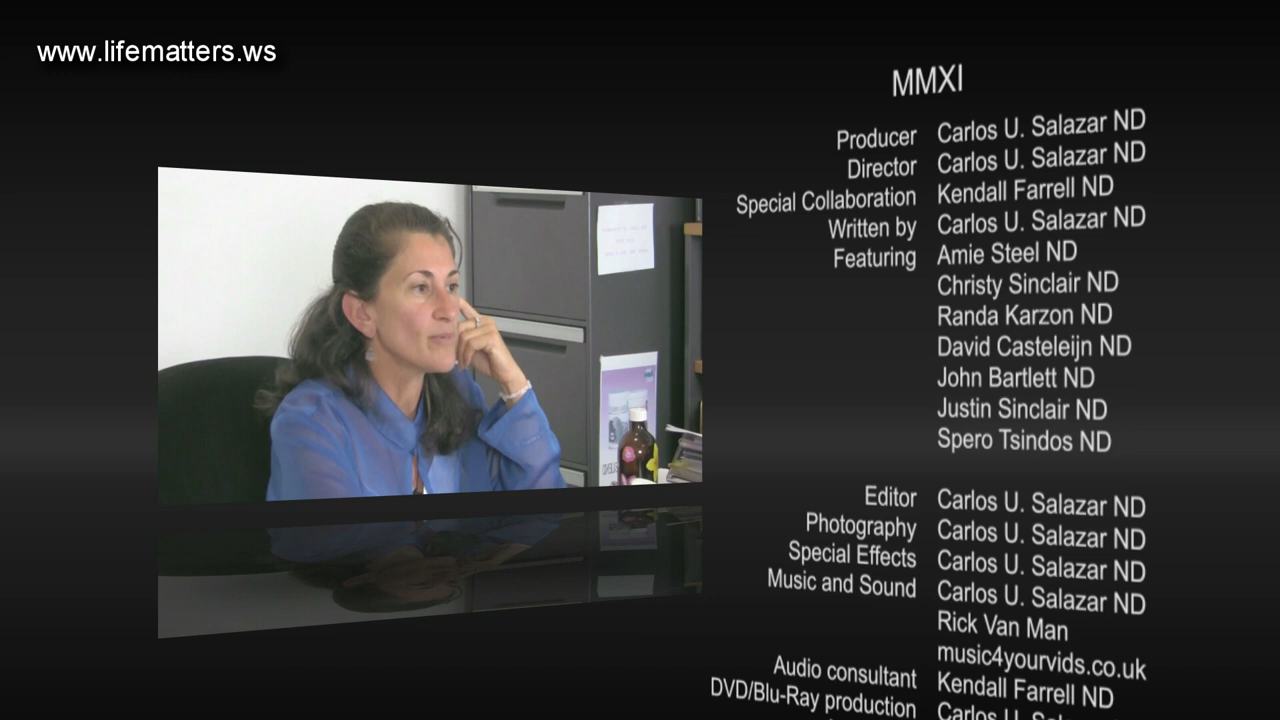 www.lifematters.ws
MMXI
Producer Carlos U. Salazar ND
Director Carlos U. Salazar ND
Special Collaboration Kendall Farrell ND
Written by Carlos U. Salazar ND
Featuring Amie Steel ND
Christy Sinclair ND
Randa Karzon ND
David Casteleijn ND
John Bartlett ND
Justin Sinclair ND
Spero Tsindos ND
Editor Carlos U. Salazar ND
Photography Carlos U. Salazar ND
Special Effects Carlos U. Salazar ND
Music and Sound Carlos U. Salazar ND
Rick Van Man
music4yourvids.co.uk
Audio consultant Kendall Farrell ND
DVD/Blu-Ray production Carlos U.